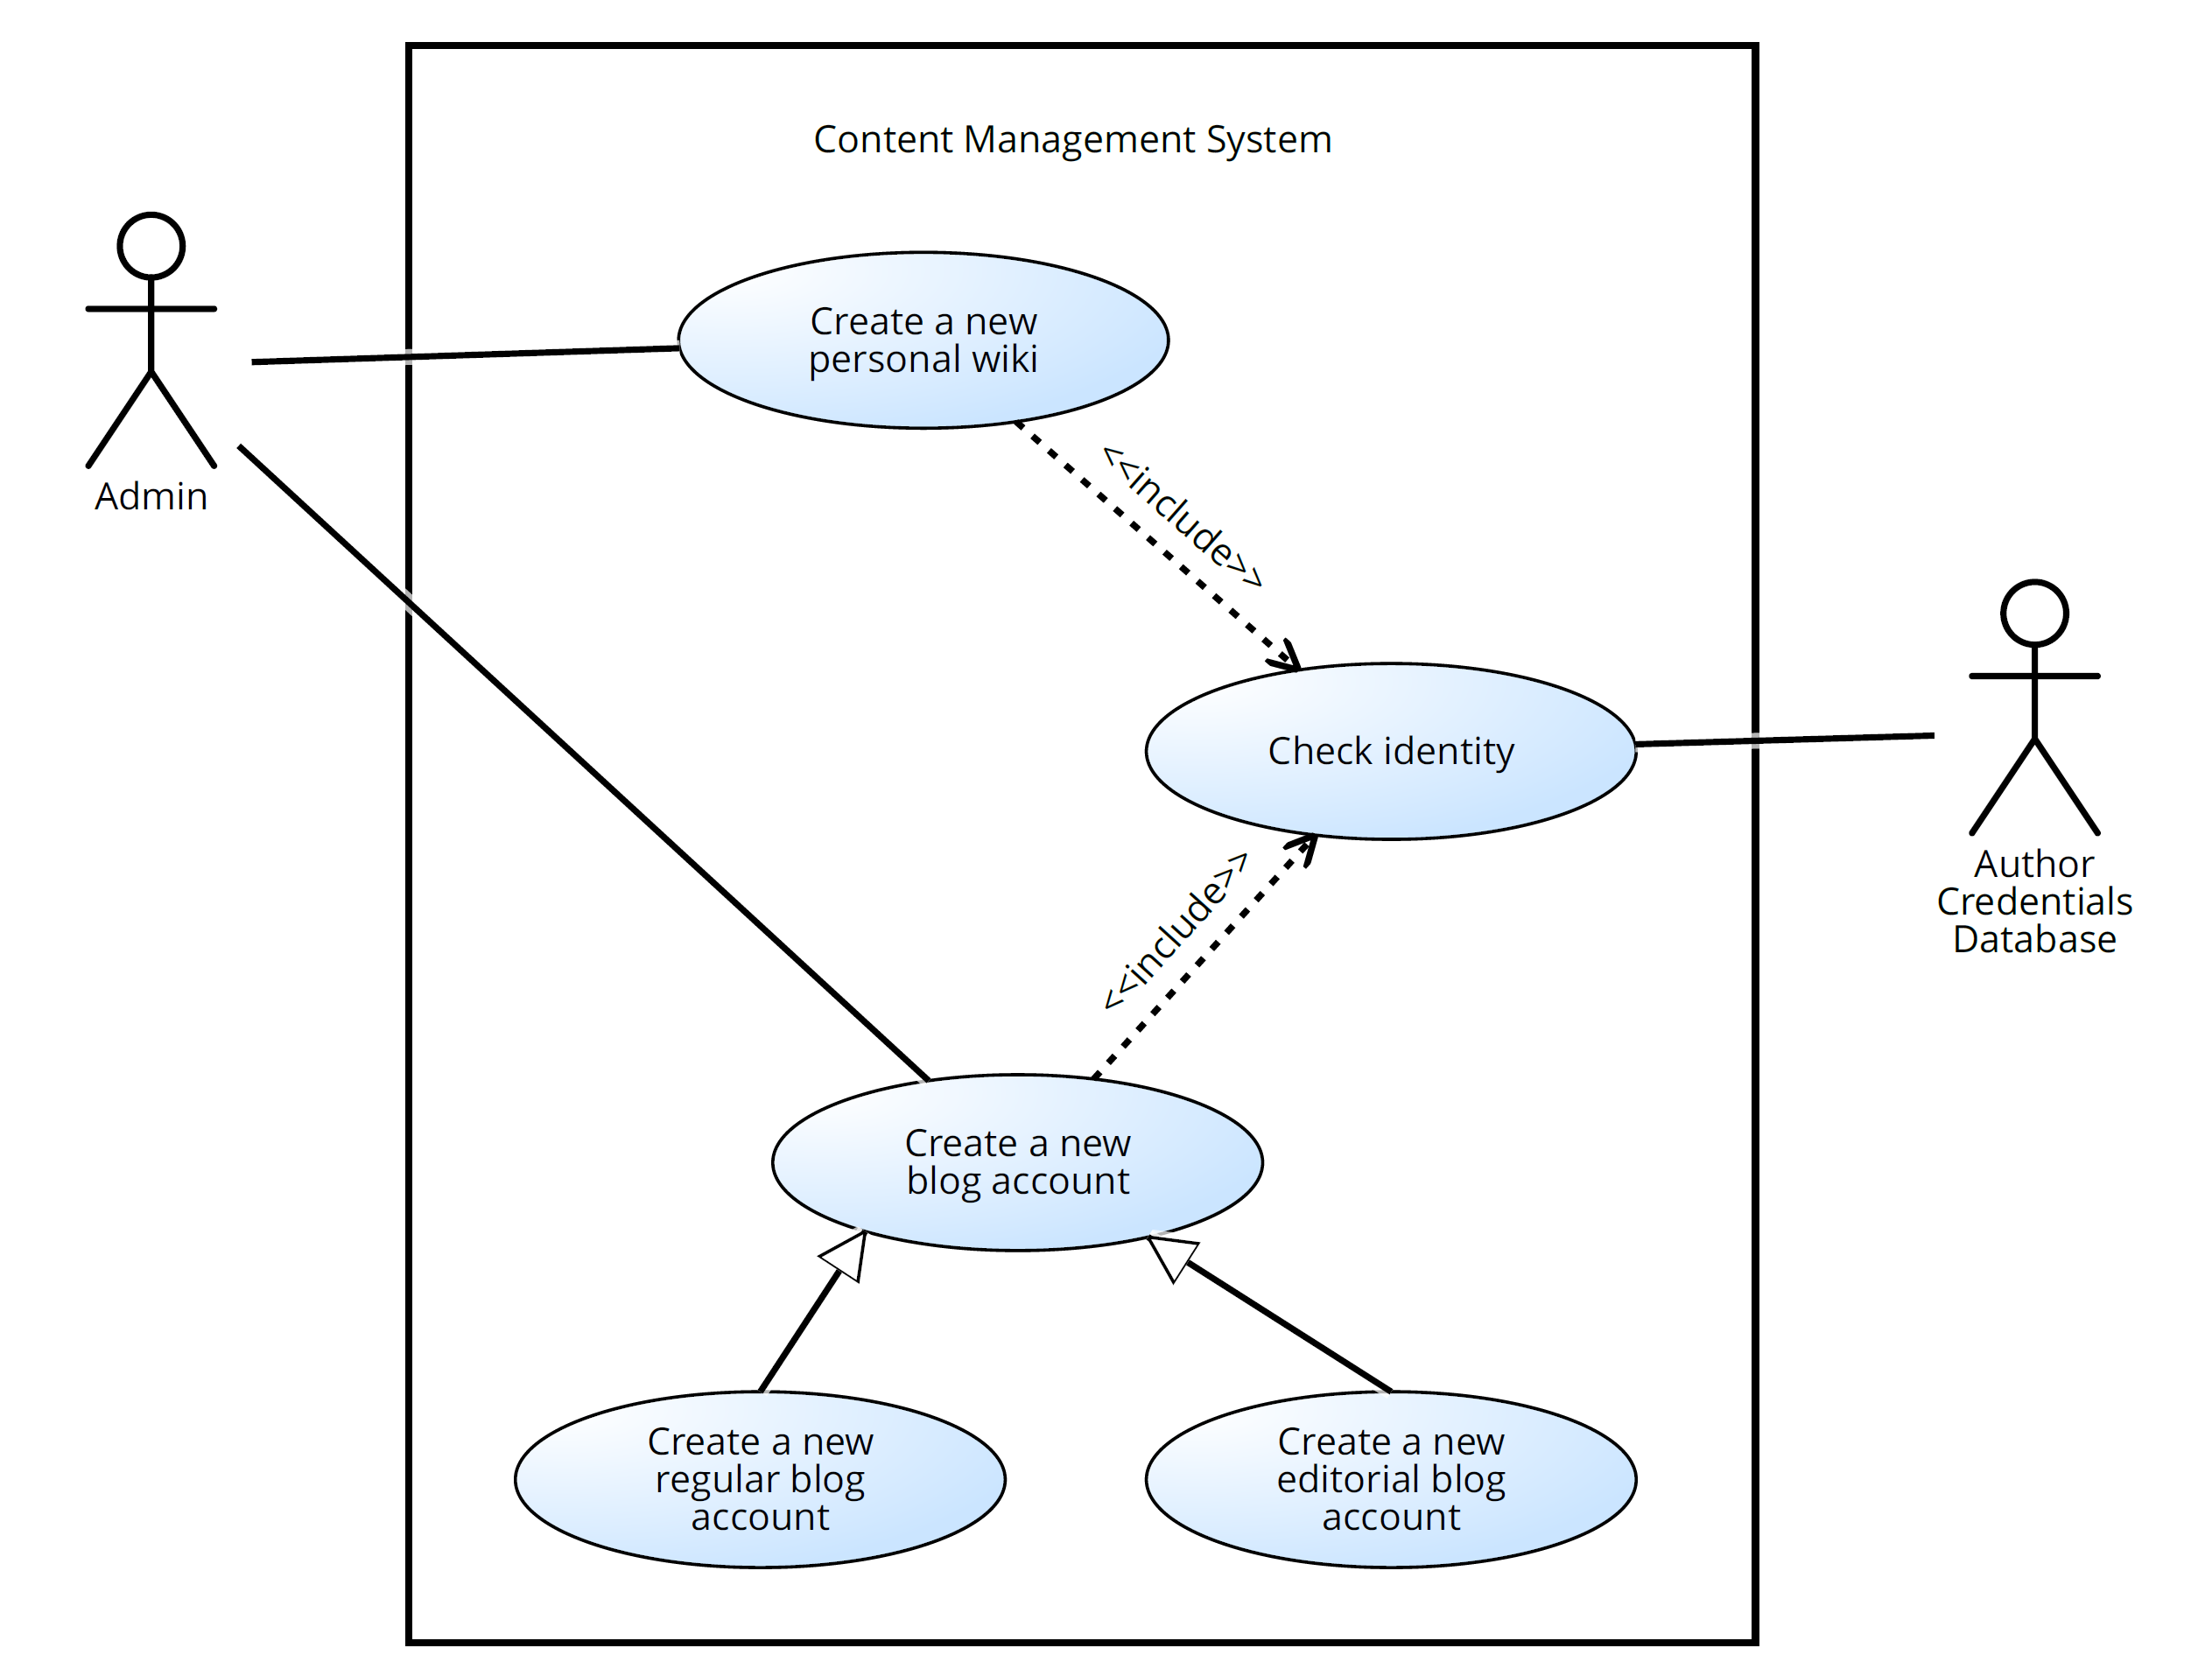 Content Management System
Create a new
personal wiki
Admin
<<include>>
Check identity
Author
Credentials
Database
<<include>>
Create a new
blog account
Create a new
regular blog
account
Create a new
editorial blog
account